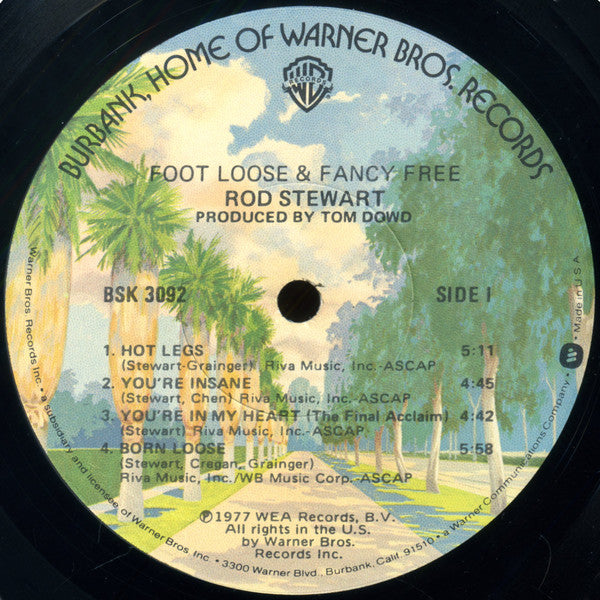 BURBANK, HOME OF WARNER BROS. RECORDS
WB
RECORDS
FOOT LOOSE & FANCY FREE
ROD STEWART
PRODUCED BY TOM DOWD
BSK 3092
SIDE I
1. HOT LEGS 5:11
(Stewart-Grainger) Riva Music, Inc.-ASCAP
2. YOU'RE INSANE 4:45
(Stewart, Chen) Riva Music, Inc.-ASCAP
3. YOU'RE IN MY HEART (The Final Acclaim) 4:42
(Stewart) Riva Music, Inc.-ASCAP
4. BORN LOOSE 5:58
(Stewart, Cregan, Grainger)
Riva Music, Inc./WB Music Corp.-ASCAP
℗1977 WEA Records, B.V.
All rights in the U.S.
by Warner Bros.
Records Inc.
Warner Bros. Records Inc. • a subsidiary and licensee of Warner Bros. Inc. • 3300 Warner Blvd., Burbank, Calif. 91510 • a Warner Communications Company. • Made in U.S.A.